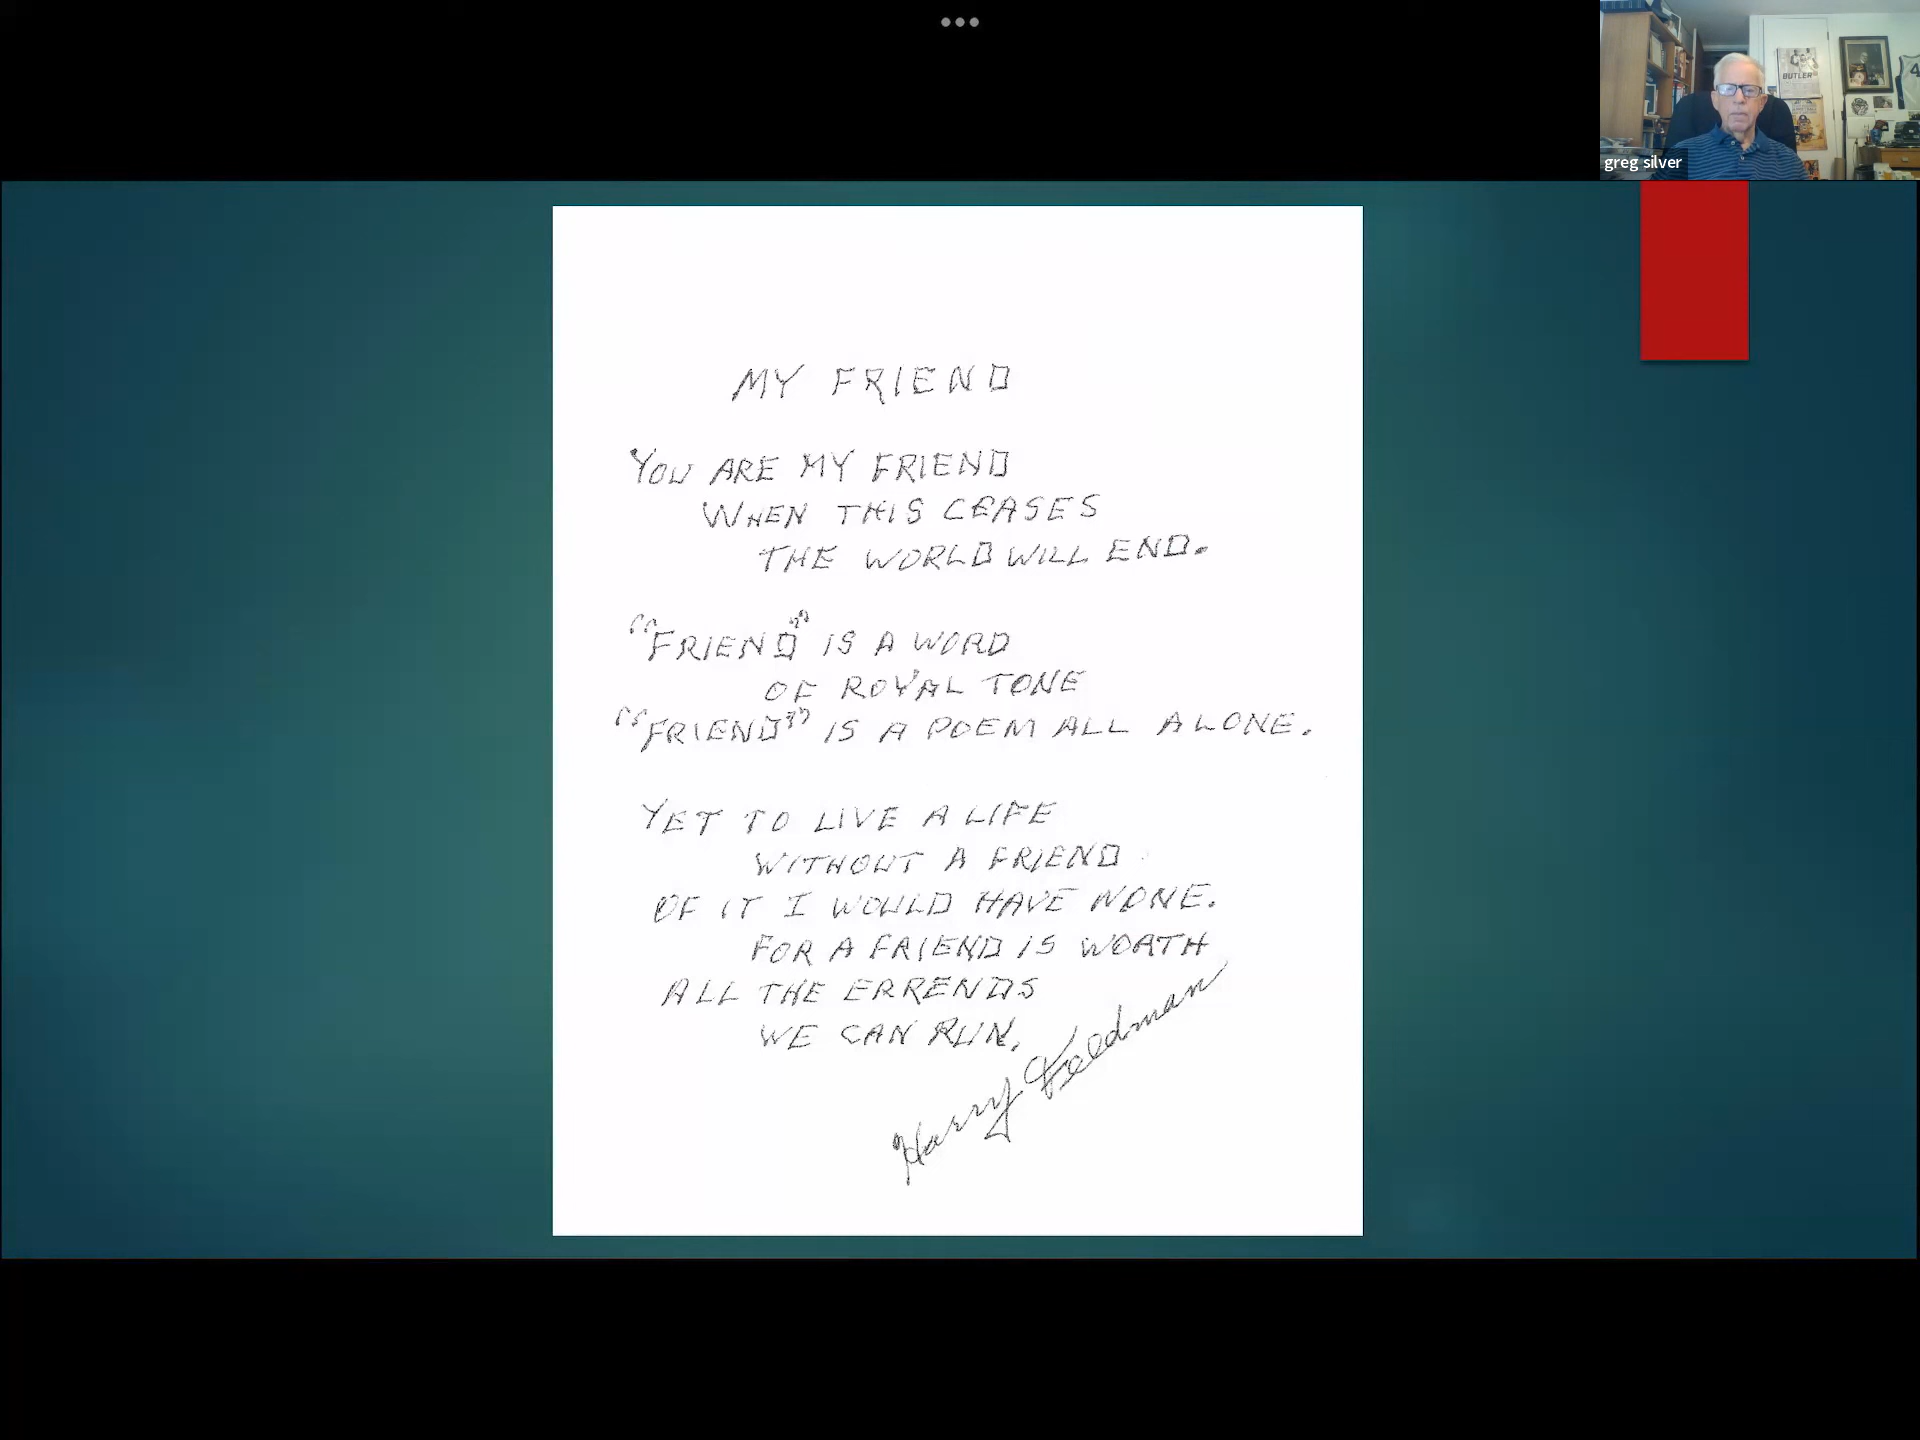 BUTLER
4
greg silver
MY FRIEND
YOU ARE MY FRIEND
WHEN THIS CEASES
THE WORLD WILL END.
"FRIEND" IS A WORD
OF ROYAL TONE
"FRIEND" IS A POEM ALL ALONE.
YET TO LIVE A LIFE
WITHOUT A FRIEND
OF IT I WOULD HAVE NONE.
FOR A FRIEND IS WORTH
ALL THE ERRENDS
WE CAN RUN.
Harry Feldman